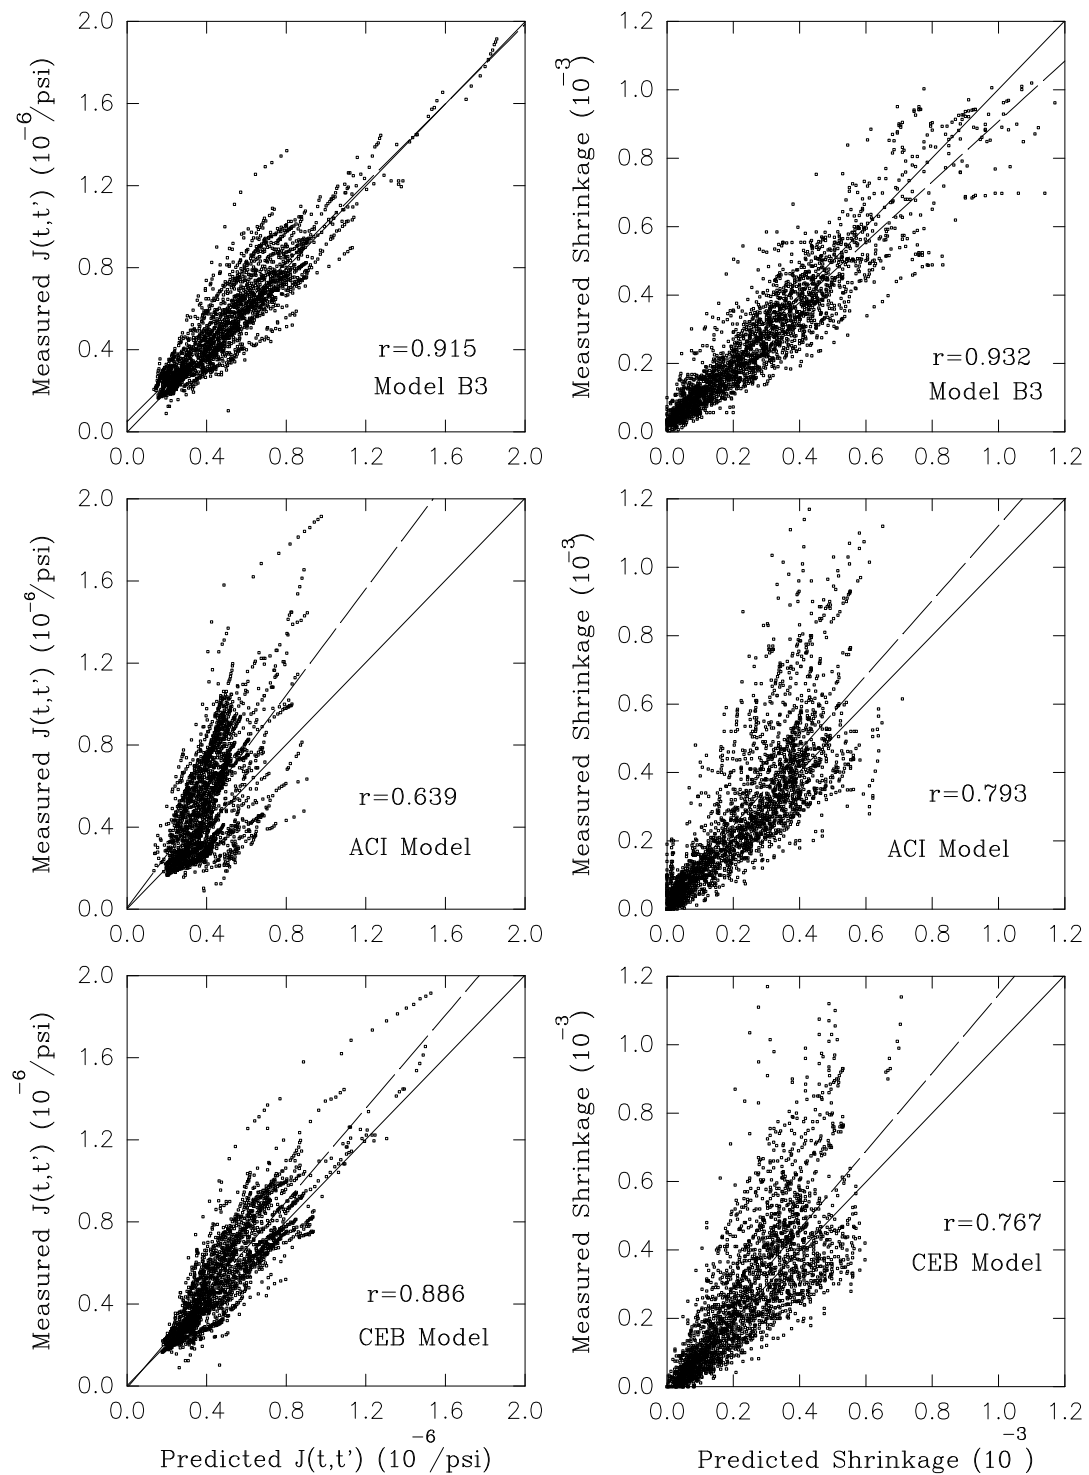 2.0
1.6
1.2
0.8
0.4
0.0
Measured J(t,t') (10⁻⁶/psi)
r=0.915
Model B3
0.0 0.4 0.8 1.2 1.6 2.0
1.2
1.0
0.8
0.6
0.4
0.2
0.0
Measured Shrinkage (10⁻³)
r=0.932
Model B3
0.0 0.2 0.4 0.6 0.8 1.0 1.2
2.0
1.6
1.2
0.8
0.4
0.0
Measured J(t,t') (10⁻⁶/psi)
r=0.639
ACI Model
0.0 0.4 0.8 1.2 1.6 2.0
1.2
1.0
0.8
0.6
0.4
0.2
0.0
Measured Shrinkage (10⁻³)
r=0.793
ACI Model
0.0 0.2 0.4 0.6 0.8 1.0 1.2
2.0
1.6
1.2
0.8
0.4
0.0
Measured J(t,t') (10⁻⁶/psi)
r=0.886
CEB Model
0.0 0.4 0.8 1.2 1.6 2.0
Predicted J(t,t') (10⁻⁶/psi)
1.2
1.0
0.8
0.6
0.4
0.2
0.0
Measured Shrinkage (10⁻³)
r=0.767
CEB Model
0.0 0.2 0.4 0.6 0.8 1.0 1.2
Predicted Shrinkage (10⁻³)